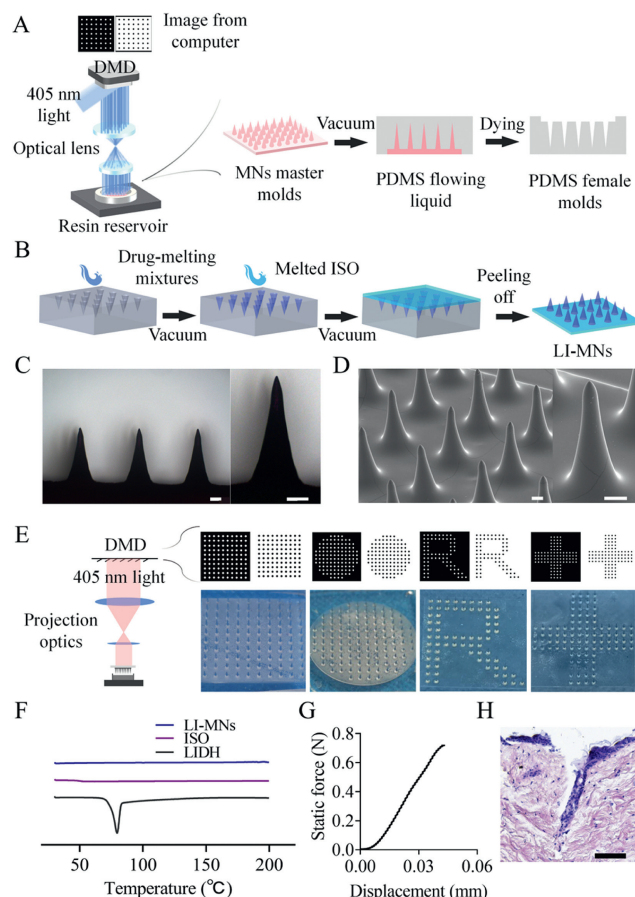 A
Image from
computer
DMD
405 nm
light
Optical lens
Resin reservoir
MNs master
molds
Vacuum
PDMS flowing
liquid
Dying
PDMS female
molds
B
Drug-melting
mixtures
Vacuum
Melted ISO
Vacuum
Peeling
off
LI-MNs
C
D
E
DMD
405 nm light
Projection
optics
R R
R
F
LI-MNs
ISO
LIDH
50 100 150 200
Temperature (℃)
G
Static force (N)
0.8
0.6
0.4
0.2
0.0
0.00 0.03 0.06
Displacement (mm)
H